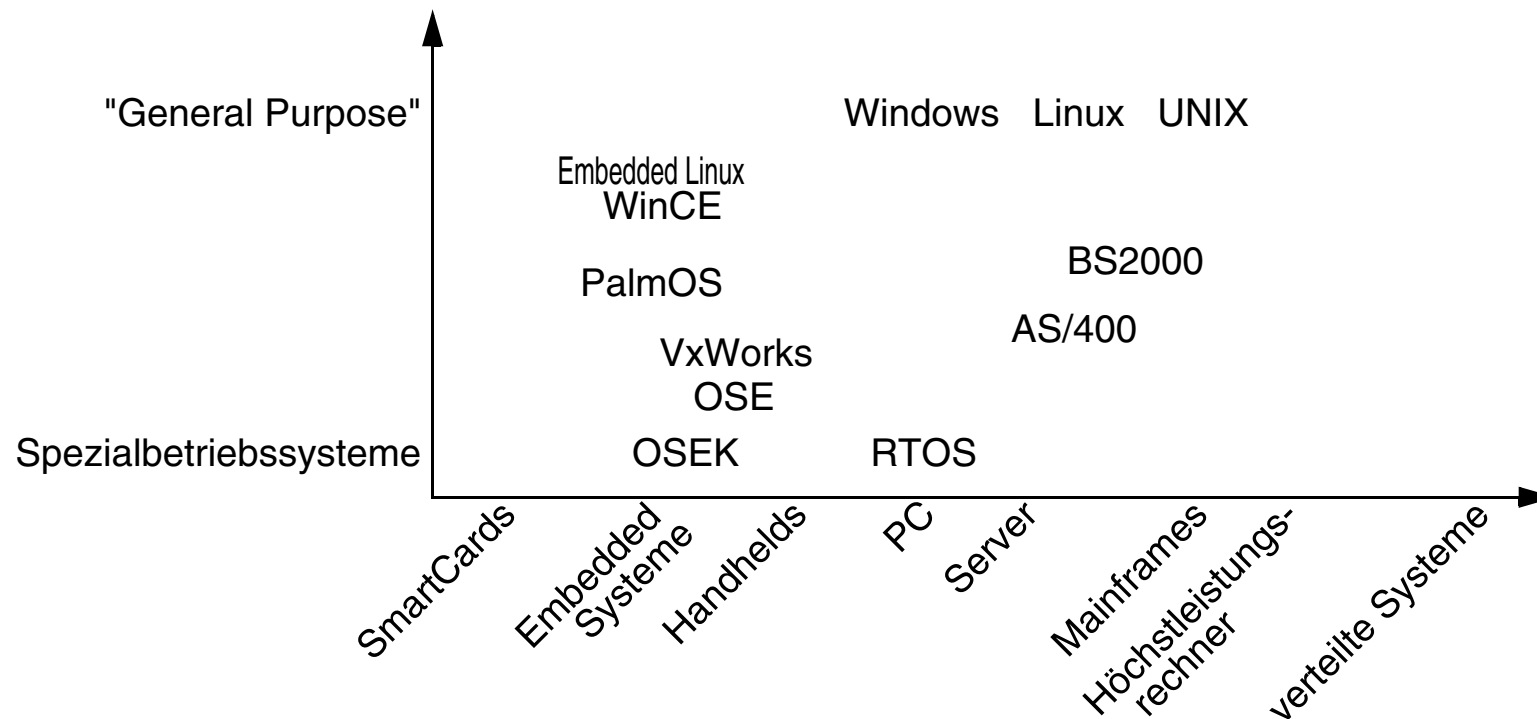 "General Purpose"
Windows Linux UNIX
Embedded Linux
WinCE
BS2000
PalmOS
AS/400
VxWorks
OSE
Spezialbetriebssysteme
OSEK
RTOS
SmartCards
Embedded
Systeme
Handhelds
PC
Server
Mainframes
Höchstleistungs-
rechner
verteilte Systeme